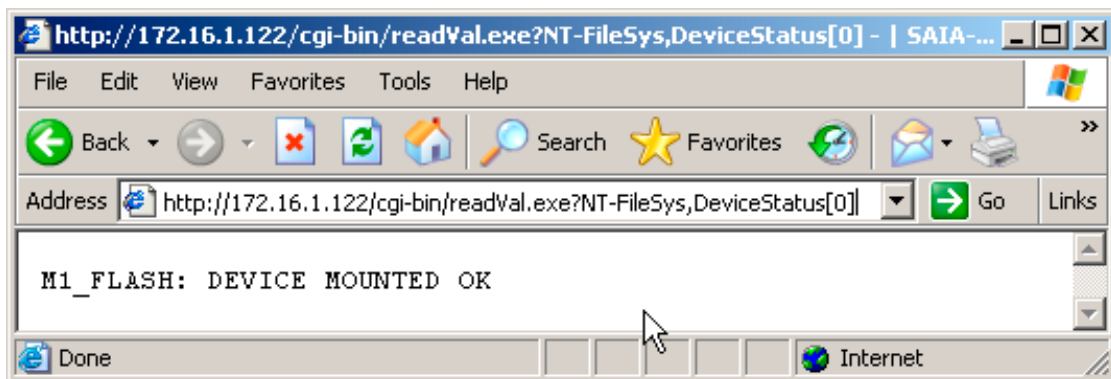 http://172.16.1.122/cgi-bin/readVal.exe?NT-FileSys,DeviceStatus[0] - | SAIA-...
File Edit View Favorites Tools Help
Back Search Favorites »
Address http://172.16.1.122/cgi-bin/readVal.exe?NT-FileSys,DeviceStatus[0] Go Links
M1_FLASH: DEVICE MOUNTED OK
Done Internet